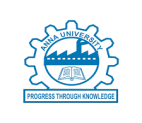 ANNA UNIVERSITY
PROGRESS THROUGH KNOWLEDGE